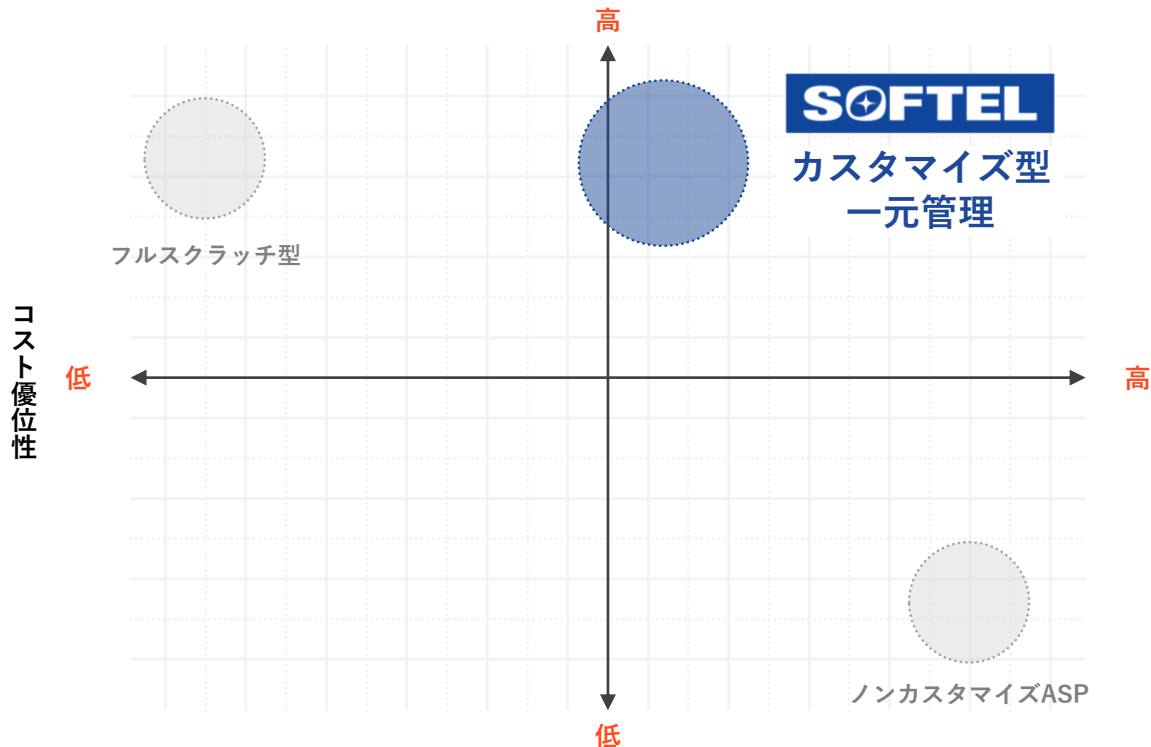 高
SOFTEL
カスタマイズ型
一元管理
フルスクラッチ型
コスト優位性
低
高
ノンカスタマイズASP
低